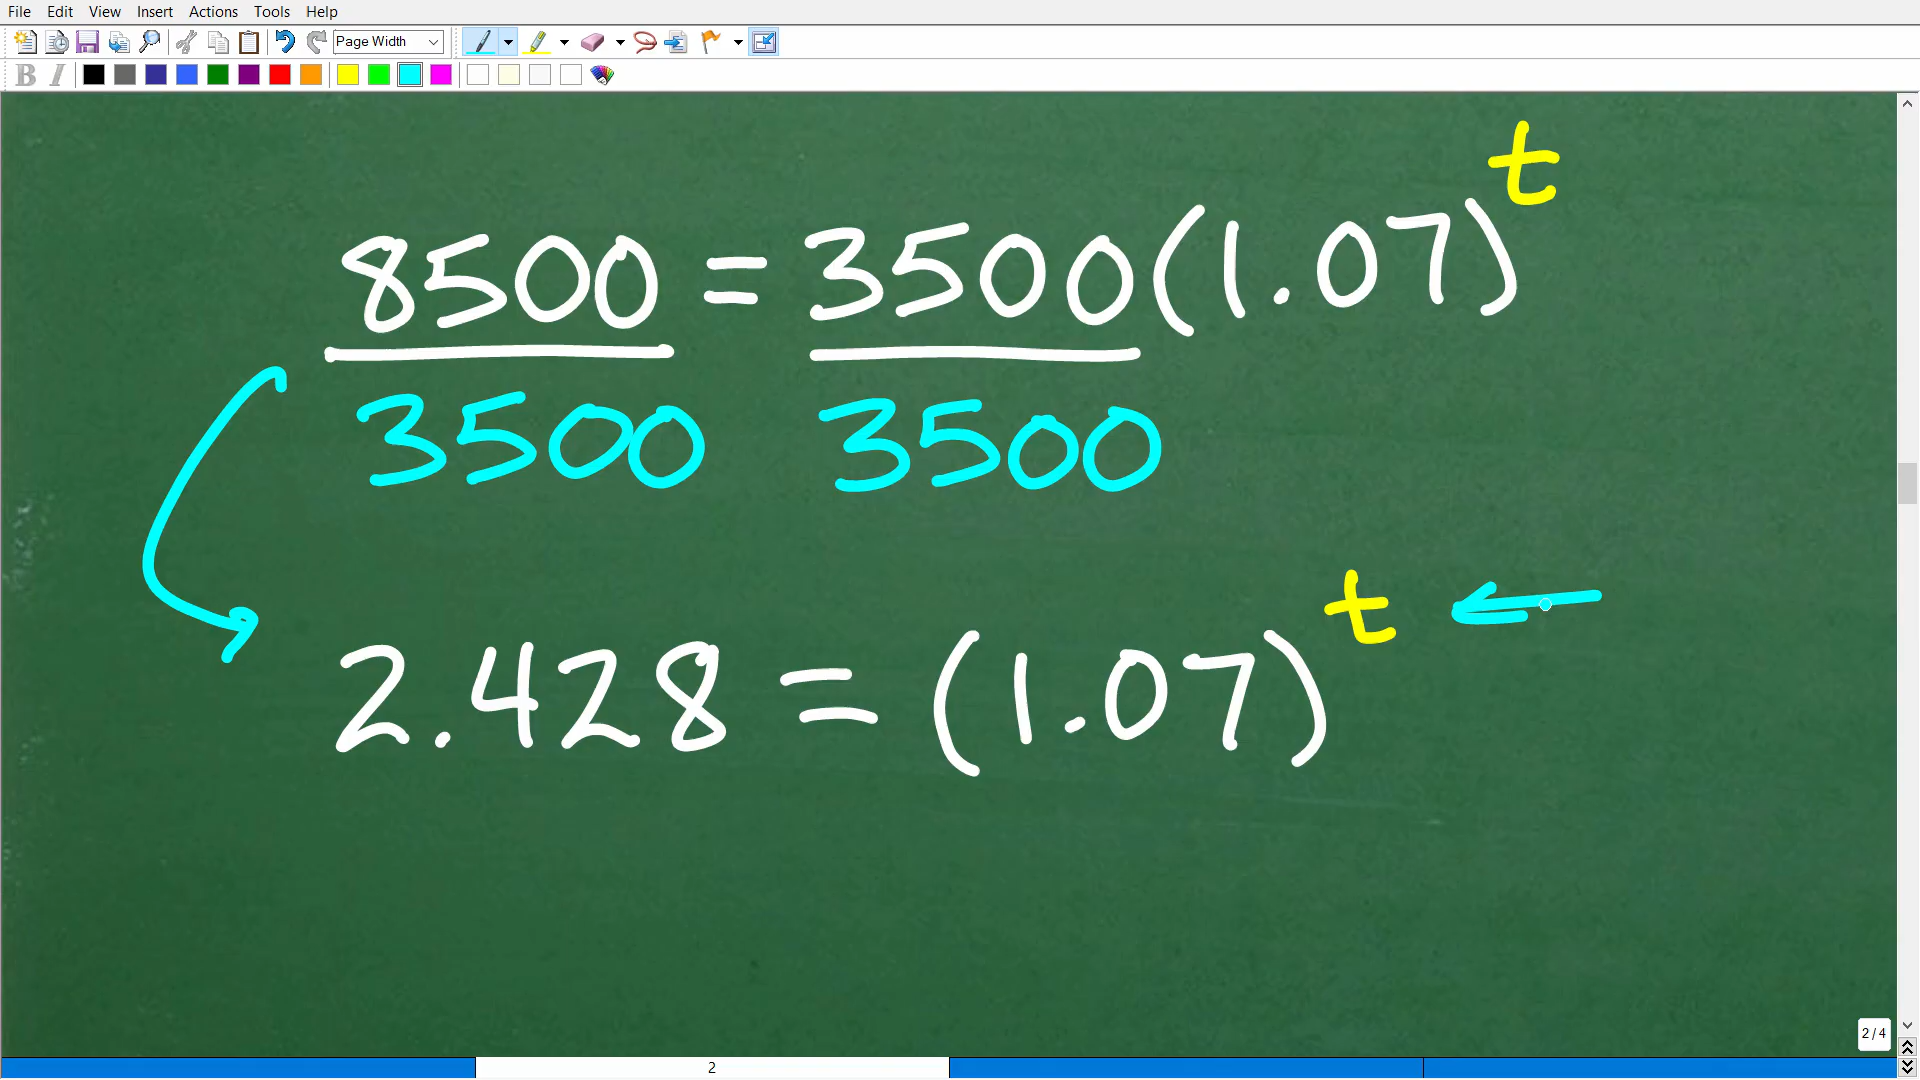 File Edit View Insert Actions Tools Help
Page Width
B I
8500 = 3500(1.07)^t
3500 3500
2.428 = (1.07)^t
2 / 4
2